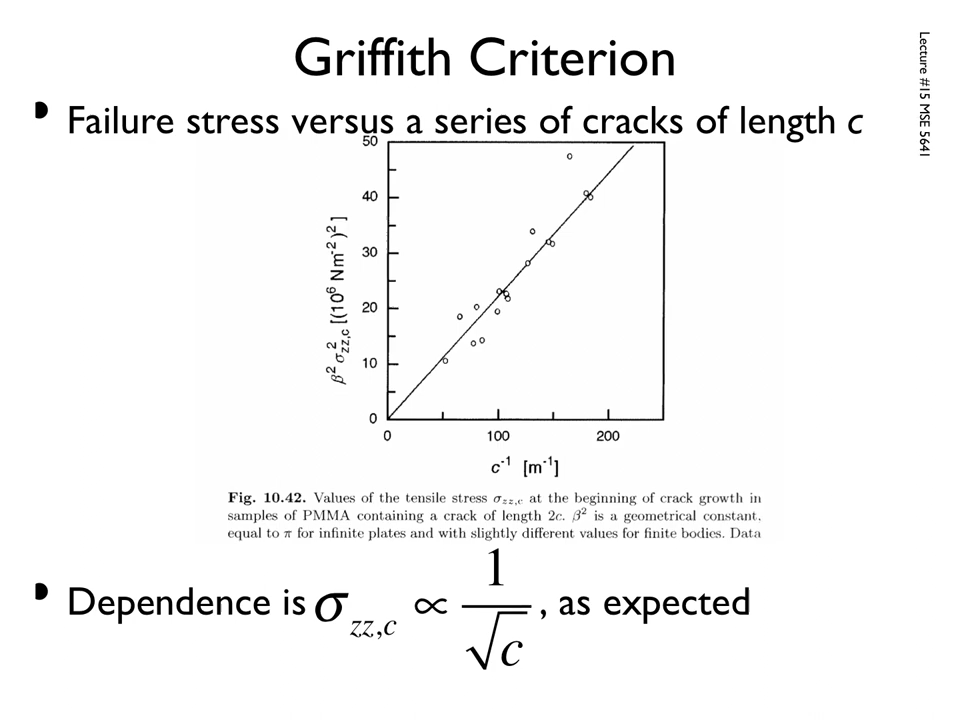 Griffith Criterion
Lecture #15 MSE 5641
• Failure stress versus a series of cracks of length c
β² σ²zz,c [(10⁶ Nm⁻²)²]
50
40
30
20
10
0
0 100 200
c⁻¹ [m⁻¹]
Fig. 10.42. Values of the tensile stress σzz,c at the beginning of crack growth in
samples of PMMA containing a crack of length 2c. β² is a geometrical constant,
equal to π for infinite plates and with slightly different values for finite bodies. Data
• Dependence is σzz,c ∝ 1/√c , as expected